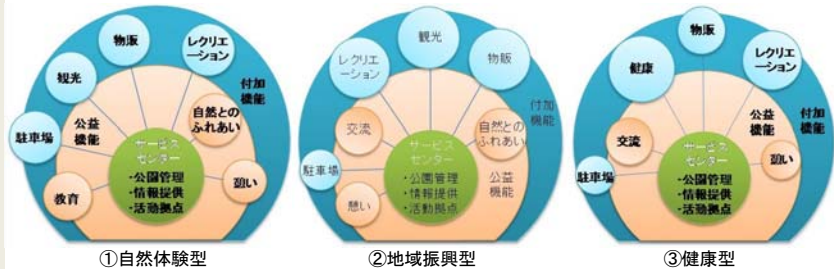 物販
レクリエ
ーション
観光
付加
機能
公益
機能
自然との
ふれあい
駐車場
サービス
センター
・公園管理
・情報提供
・活動拠点
教育
憩い
①自然体験型
観光
レクリエ
ーション
物販
付加
機能
交流
自然との
ふれあい
サービス
センター
駐車場
・公園管理
・情報提供
・活動拠点
公益
機能
憩い
②地域振興型
物販
レクリエ
ーション
健康
公益
機能
付加
機能
交流
サービス
センター
憩い
駐車場
・公園管理
・情報提供
・活動拠点
③健康型